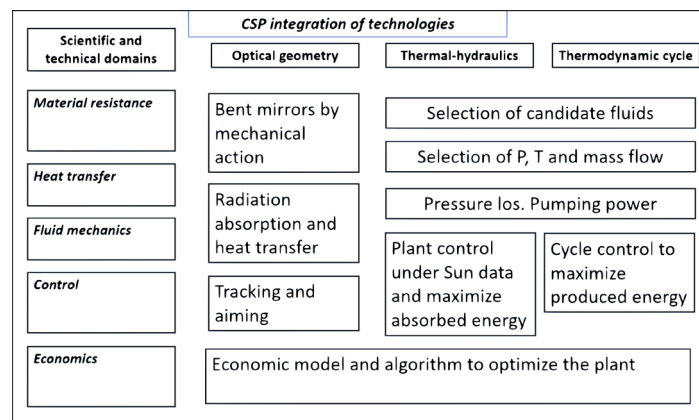 CSP integration of technologies
Scientific and
technical domains
Optical geometry
Thermal-hydraulics
Thermodynamic cycle
Material resistance
Bent mirrors by
mechanical
action
Selection of candidate fluids
Selection of P, T and mass flow
Heat transfer
Radiation
absorption and
heat transfer
Pressure los. Pumping power
Fluid mechanics
Plant control
under Sun data
and maximize
absorbed energy
Cycle control to
maximize
produced energy
Control
Tracking and
aiming
Economics
Economic model and algorithm to optimize the plant